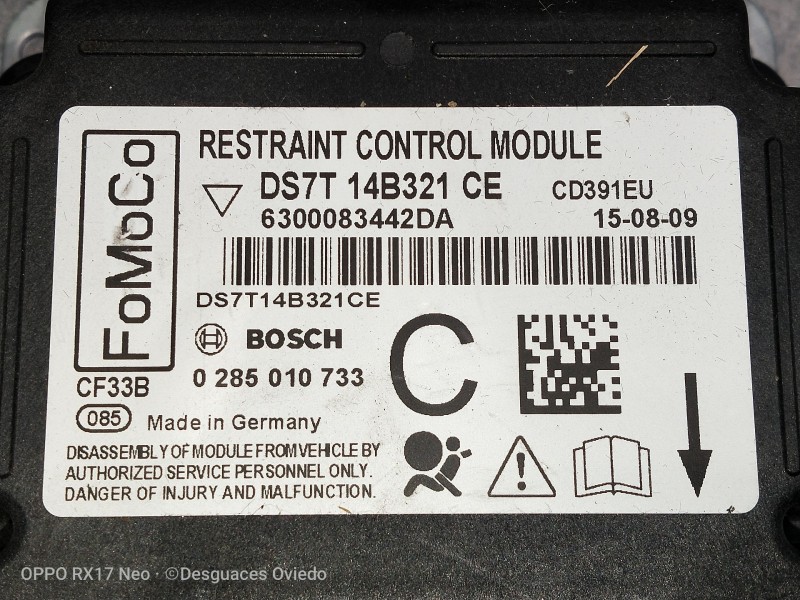 FoMoCo
RESTRAINT CONTROL MODULE
DS7T 14B321 CE CD391EU
6300083442DA 15-08-09
DS7T14B321CE
BOSCH
C
CF33B
0 285 010 733
085
Made in Germany
DISASSEMBLY OF MODULE FROM VEHICLE BY
AUTHORIZED SERVICE PERSONNEL ONLY.
DANGER OF INJURY AND MALFUNCTION.
OPPO RX17 Neo · ©Desguaces Oviedo